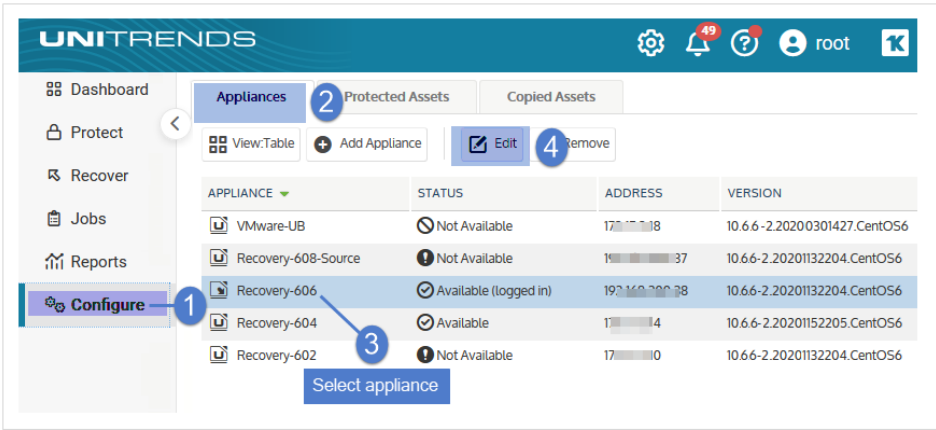 UNITRENDS
49
?
root
Dashboard
Protect
Recover
Jobs
Reports
Configure
1
Appliances
2
Protected Assets
Copied Assets
View:Table
Add Appliance
Edit
4
APPLIANCE
STATUS
ADDRESS
VERSION
VMware-UB
Not Available
10.6.6-2.20200301427.CentOS6
Recovery-608-Source
Not Available
10.6.6-2.20201132204.CentOS6
Recovery-606
Available (logged in)
10.6.6-2.20201132204.CentOS6
Recovery-604
Available
10.6.6-2.20201152205.CentOS6
Recovery-602
Not Available
10.6.6-2.20201132204.CentOS6
3
Select appliance